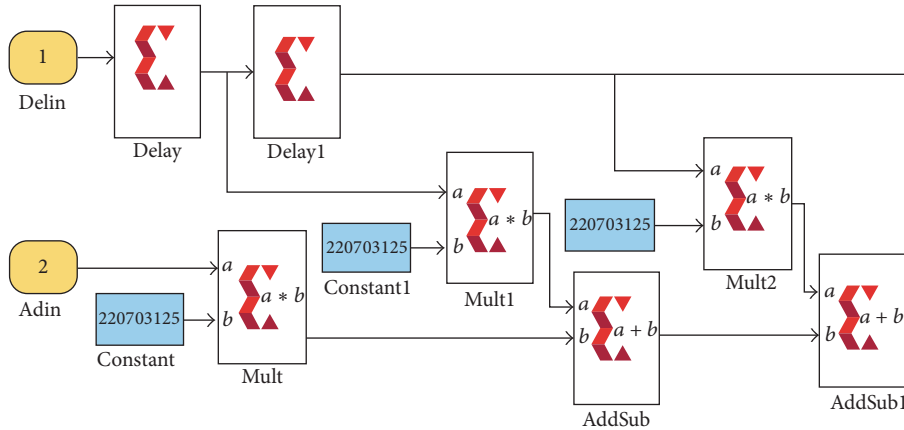 1
Delin
Delay
Delay1
a
a * b
b
Mult1
220703125
Constant1
a
a * b
b
Mult2
220703125
2
Adin
a
a * b
b
Mult
220703125
Constant
a
a + b
b
AddSub
a
a + b
b
AddSub1